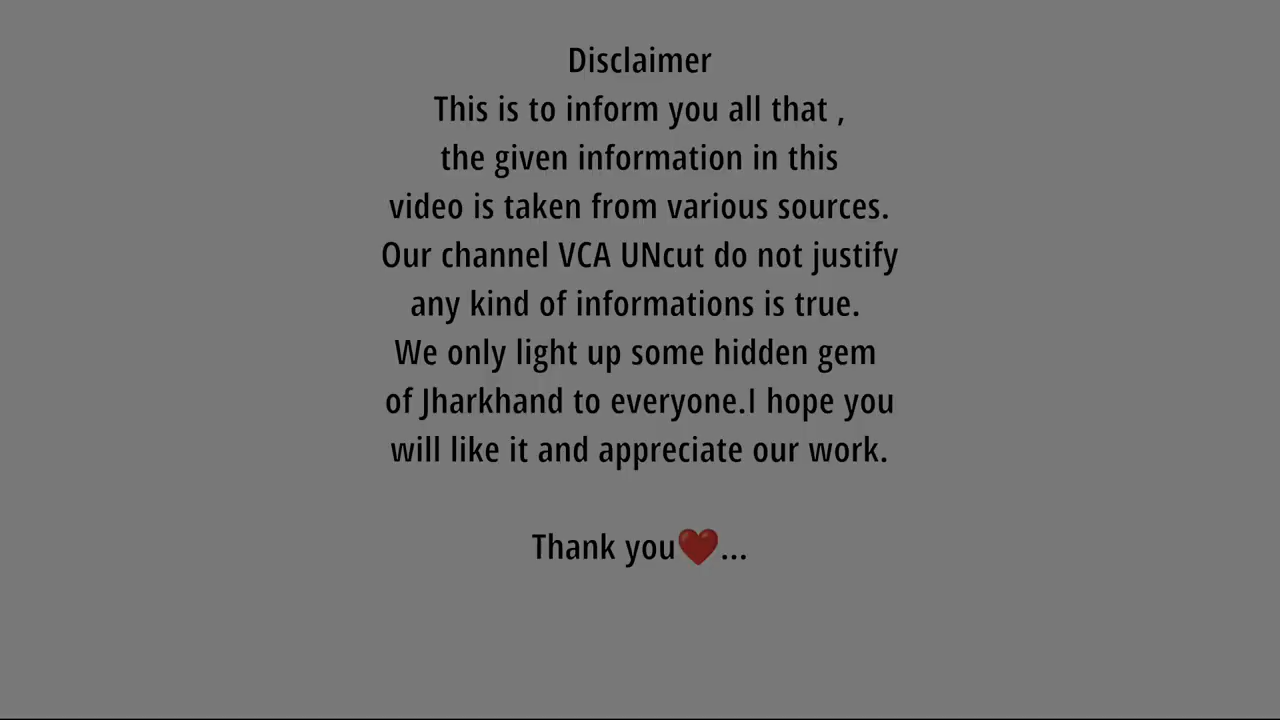 Disclaimer
This is to inform you all that ,
the given information in this
video is taken from various sources.
Our channel VCA UNcut do not justify
any kind of informations is true.
We only light up some hidden gem
of Jharkhand to everyone.I hope you
will like it and appreciate our work.
Thank you❤️...